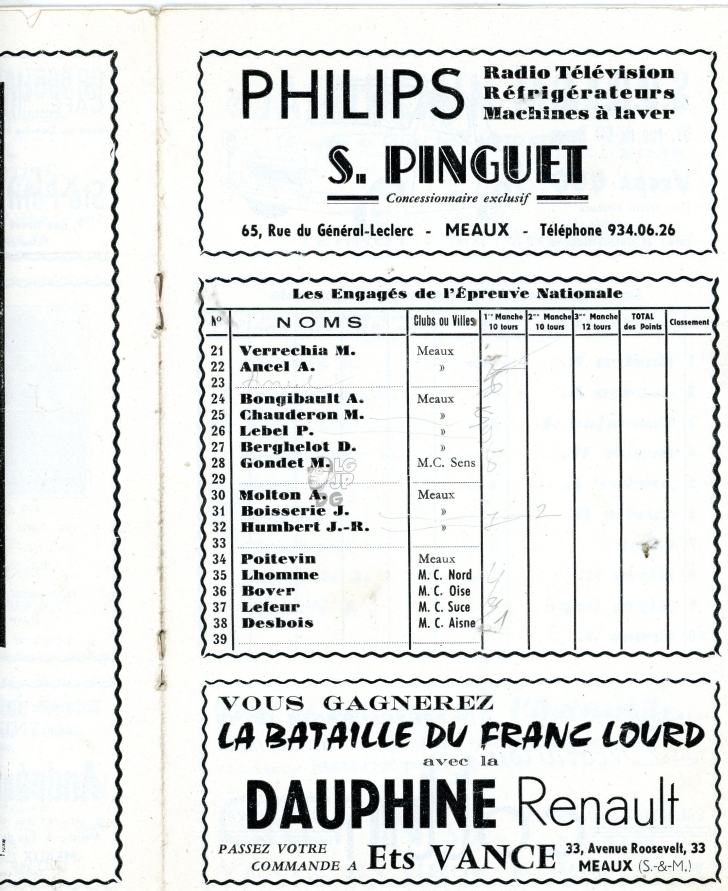 PHILIPS
Radio Télévision
Réfrigérateurs
Machines à laver
S. PINGUET
Concessionnaire exclusif
65, Rue du Général-Leclerc - MEAUX - Téléphone 934.06.26
Les Engagés de l'Épreuve Nationale
N° NOMS Clubs ou Villes 1re Manche 10 tours 2me Manche 10 tours 3me Manche 12 tours TOTAL des Points Classement
21 Verrechia M. Meaux
22 Ancel A. »
23
24 Bongibault A. Meaux
25 Chauderon M. »
26 Lebel P. »
27 Berghelot D. »
28 Gondet M. M.C. Sens
29
30 Molton A. Meaux
31 Boisserie J. » 2
32 Humbert J.-R. »
33
34 Poitevin Meaux
35 Lhomme M. C. Nord
36 Bover M. C. Oise
37 Lefeur M. C. Suce
38 Desbois M. C. Aisne
39
VOUS GAGNEREZ
LA BATAILLE DU FRANC LOURD
avec la
DAUPHINE Renault
PASSEZ VOTRE
COMMANDE A Ets VANCE
33, Avenue Roosevelt, 33
MEAUX (S.-&-M.)